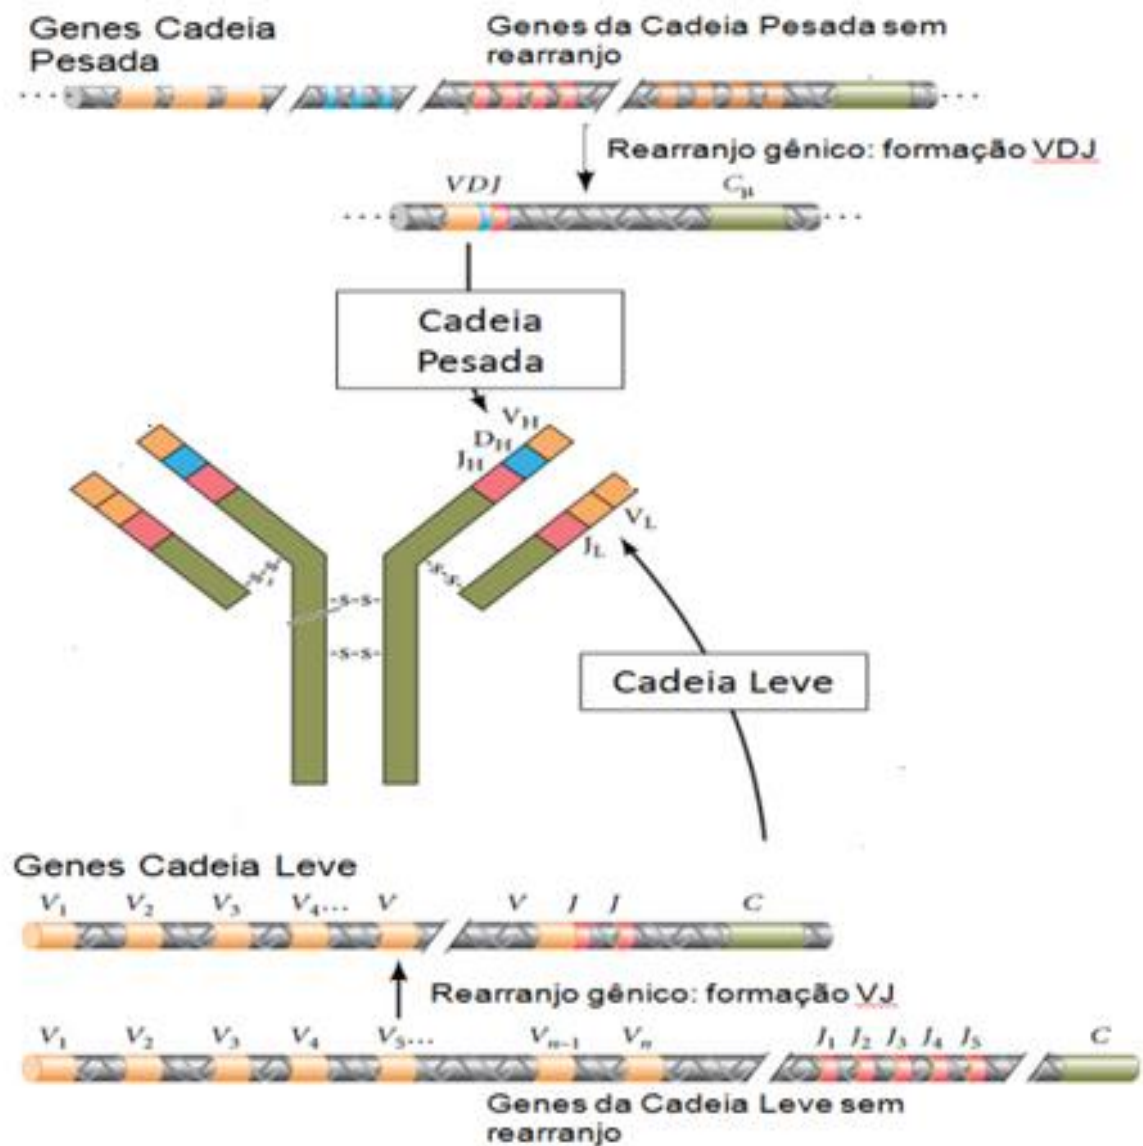 Genes Cadeia
Pesada
Genes da Cadeia Pesada sem
rearranjo
Rearranjo gênico: formação VDJ
VDJ
Cμ
Cadeia
Pesada
VH
DH
JH
VL
JL
-S-S-
-S-S-
-S-S-
-S-S-
Cadeia Leve
Genes Cadeia Leve
V1 V2 V3 V4... V V J J C
Rearranjo gênico: formação VJ
V1 V2 V3 V4 V5... Vn-1 Vn J1 J2 J3 J4 J5 C
Genes da Cadeia Leve sem
rearranjo